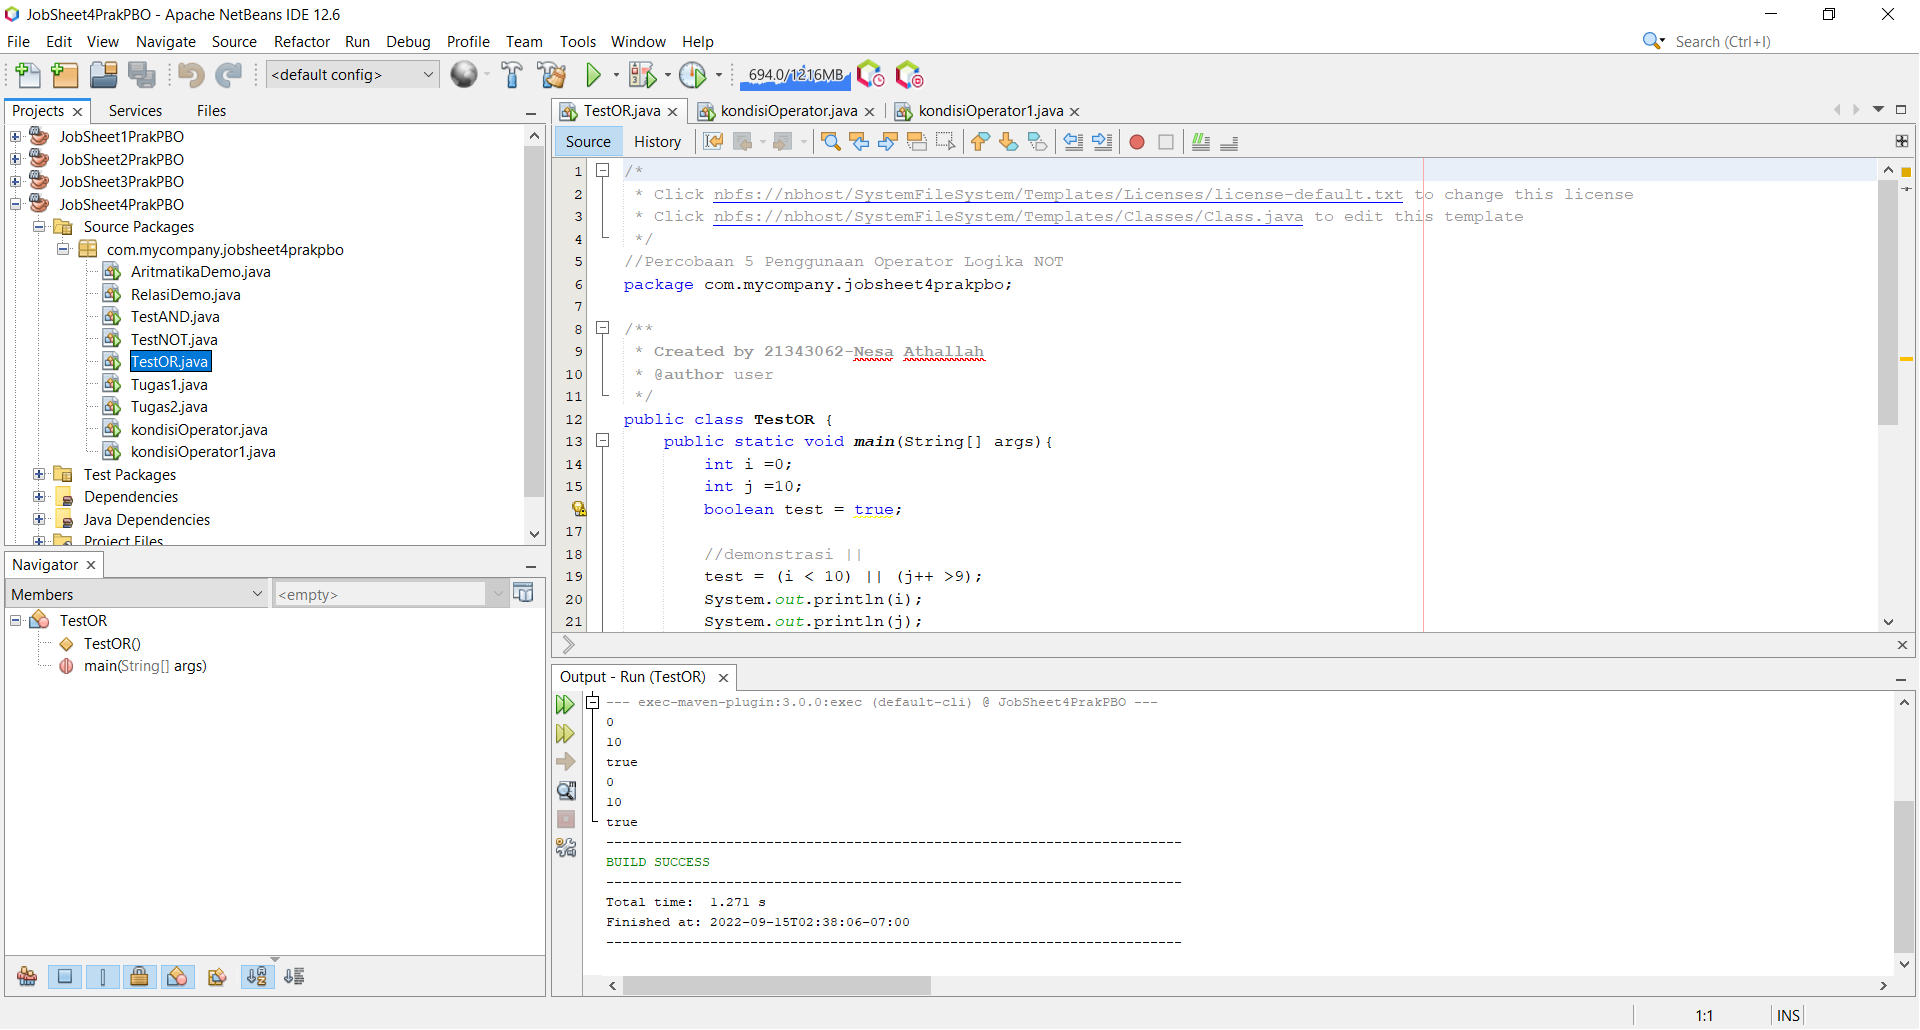 JobSheet4PrakPBO - Apache NetBeans IDE 12.6
File Edit View Navigate Source Refactor Run Debug Profile Team Tools Window Help
Search (Ctrl+I)
<default config>
694.0/1216MB
Projects Services Files
JobSheet1PrakPBO
JobSheet2PrakPBO
JobSheet3PrakPBO
JobSheet4PrakPBO
Source Packages
com.mycompany.jobsheet4prakpbo
AritmatikaDemo.java
RelasiDemo.java
TestAND.java
TestNOT.java
TestOR.java
Tugas1.java
Tugas2.java
kondisiOperator.java
kondisiOperator1.java
Test Packages
Dependencies
Java Dependencies
Project Files
Navigator
Members
<empty>
TestOR
TestOR()
main(String[] args)
TestOR.java kondisiOperator.java kondisiOperator1.java
Source History
1 /*
2 * Click nbfs://nbhost/SystemFileSystem/Templates/Licenses/license-default.txt to change this license
3 * Click nbfs://nbhost/SystemFileSystem/Templates/Classes/Class.java to edit this template
4 */
5 //Percobaan 5 Penggunaan Operator Logika NOT
6 package com.mycompany.jobsheet4prakpbo;
7
8 /**
9 * Created by 21343062-Nesa Athallah
10 * @author user
11 */
12 public class TestOR {
13 public static void main(String[] args){
14 int i =0;
15 int j =10;
boolean test = true;
17
18 //demonstrasi ||
19 test = (i < 10) || (j++ >9);
20 System.out.println(i);
21 System.out.println(j);
Output - Run (TestOR)
--- exec-maven-plugin:3.0.0:exec (default-cli) @ JobSheet4PrakPBO ---
0
10
true
0
10
true
------------------------------------------------------------------------
BUILD SUCCESS
------------------------------------------------------------------------
Total time:  1.271 s
Finished at: 2022-09-15T02:38:06-07:00
------------------------------------------------------------------------
1:1 INS